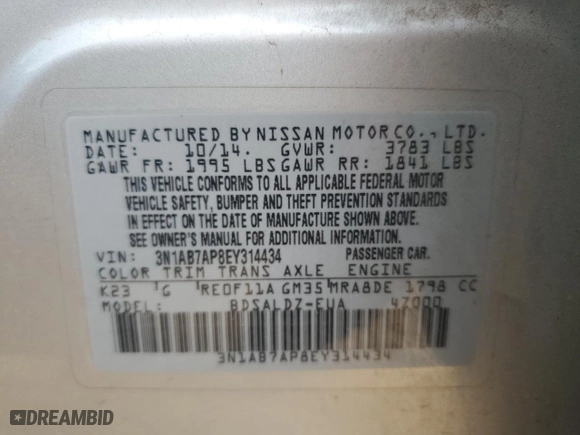 MANUFACTURED BY NISSAN MOTOR CO., LTD.
DATE: 10/14. GVWR: 3783 LBS
GAWR FR: 1995 LBS GAWR RR: 1841 LBS
THIS VEHICLE CONFORMS TO ALL APPLICABLE FEDERAL MOTOR
VEHICLE SAFETY, BUMPER AND THEFT PREVENTION STANDARDS
IN EFFECT ON THE DATE OF MANUFACTURE SHOWN ABOVE.
SEE OWNER'S MANUAL FOR ADDITIONAL INFORMATION.
VIN: 3N1AB7AP8EY314434 PASSENGER CAR.
COLOR TRIM TRANS AXLE ENGINE
K23 G RE0F11A GM35 MRA8DE 1798 CC
MODEL: BDSALDZ-EUA 4Z000
3N1AB7AP8EY314434
DREAMBID